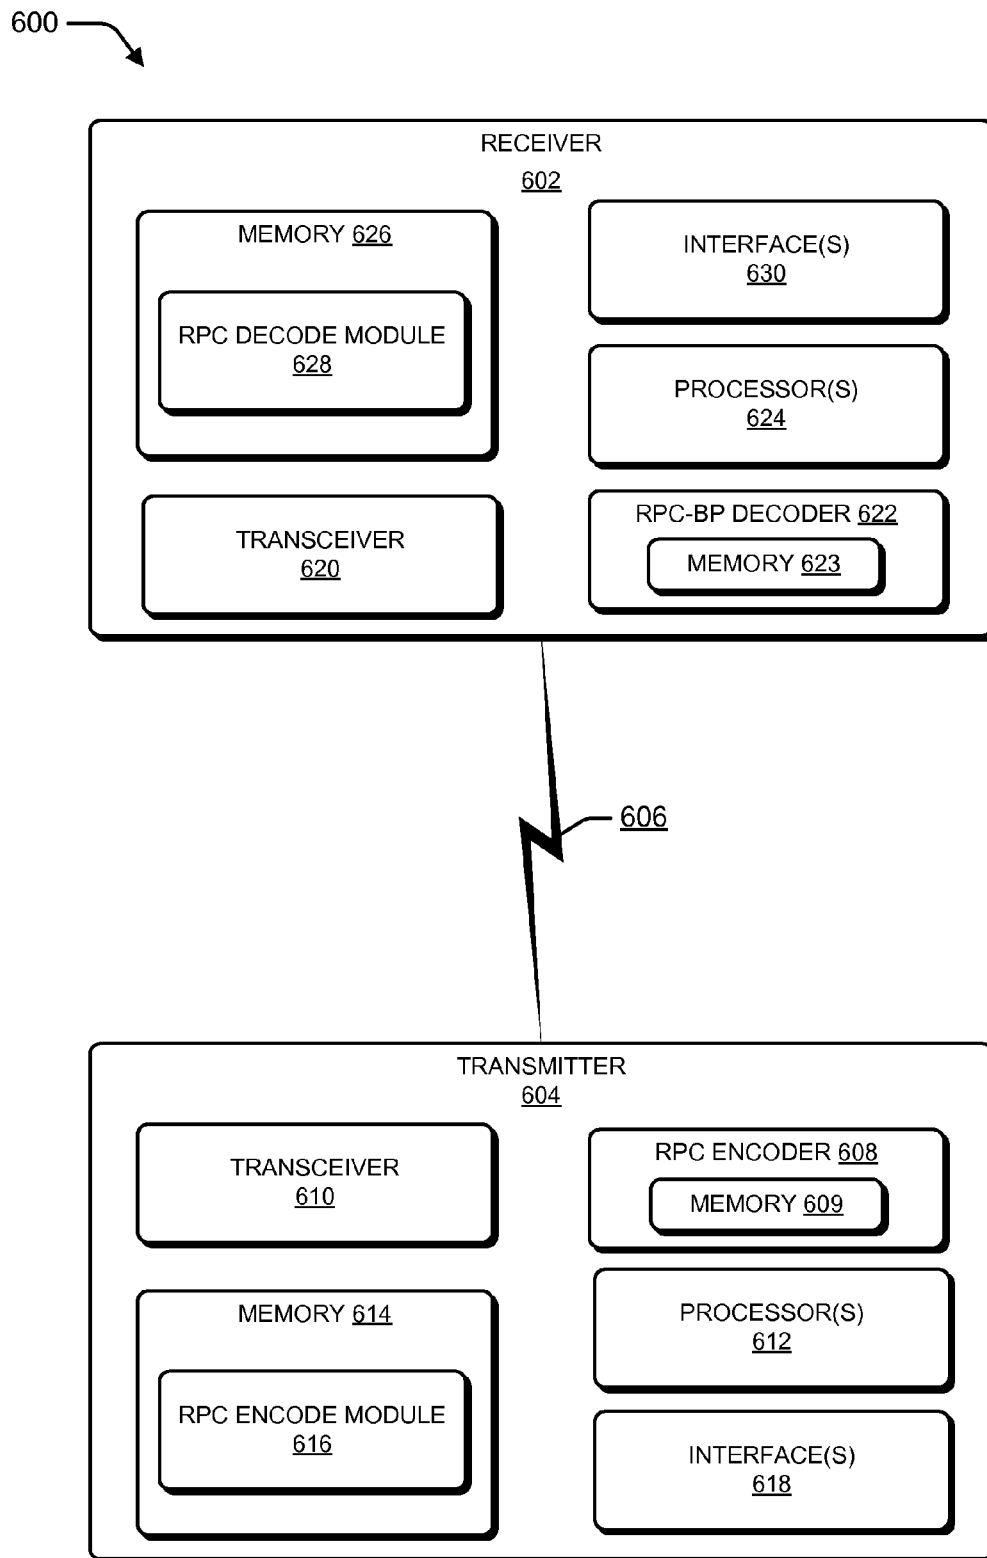 600
RECEIVER
602
MEMORY 626
RPC DECODE MODULE
628
INTERFACE(S)
630
PROCESSOR(S)
624
TRANSCEIVER
620
RPC-BP DECODER 622
MEMORY 623
606
TRANSMITTER
604
TRANSCEIVER
610
RPC ENCODER 608
MEMORY 609
MEMORY 614
RPC ENCODE MODULE
616
PROCESSOR(S)
612
INTERFACE(S)
618